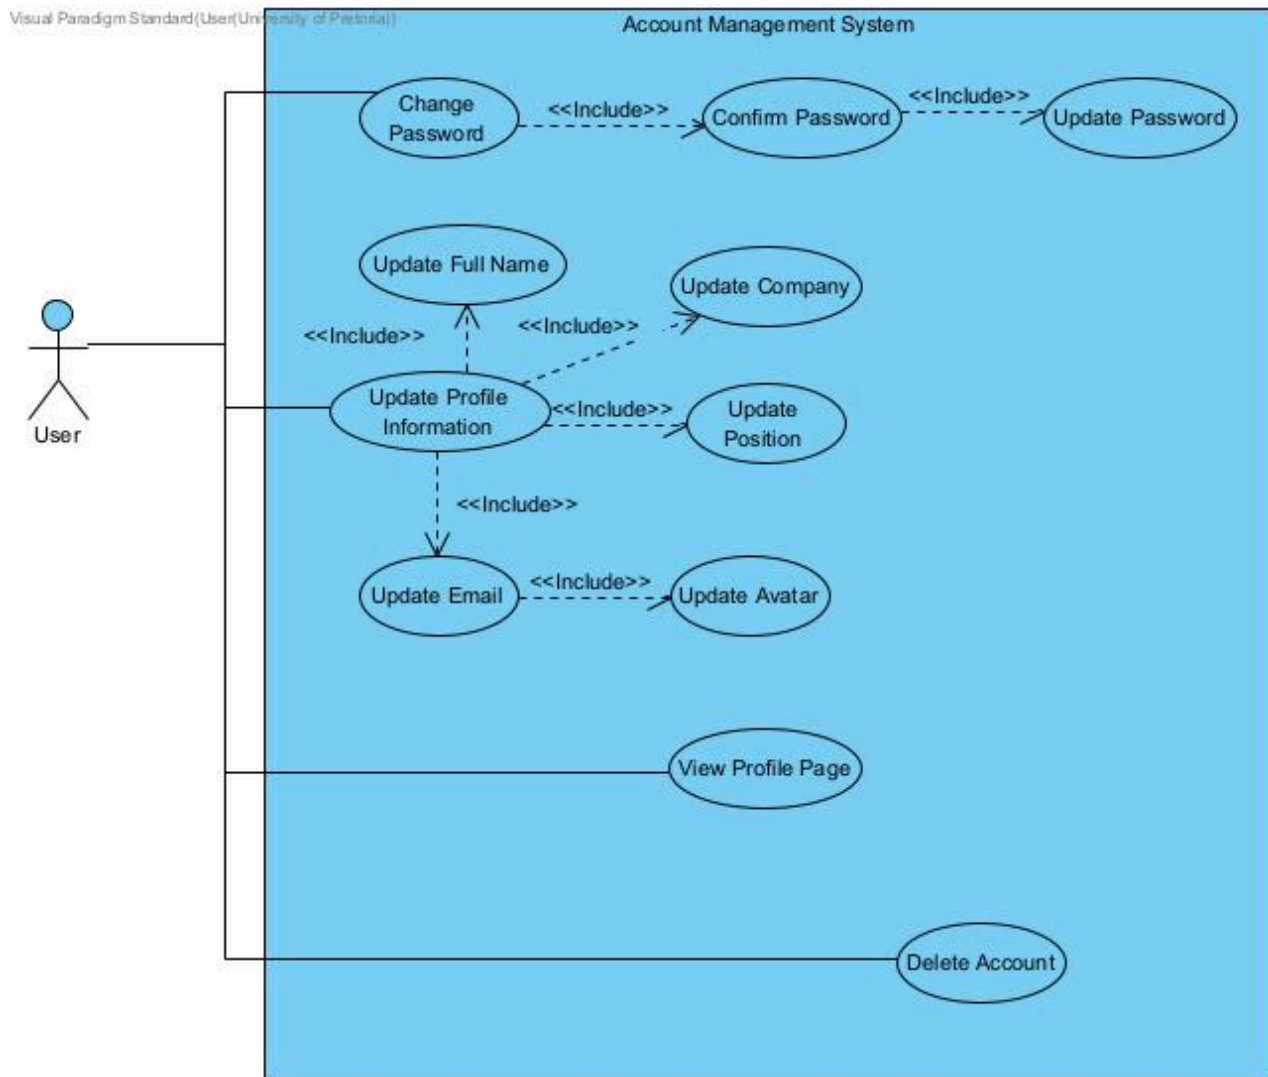 Visual Paradigm Standard(User(University of Pretoria))
Account Management System
Change
Password
<<Include>>
Confirm Password
<<Include>>
Update Password
Update Full Name
Update Company
<<Include>>
<<Include>>
Update Profile
Information
<<Include>>
Update
Position
User
<<Include>>
Update Email
<<Include>>
Update Avatar
View Profile Page
Delete Account